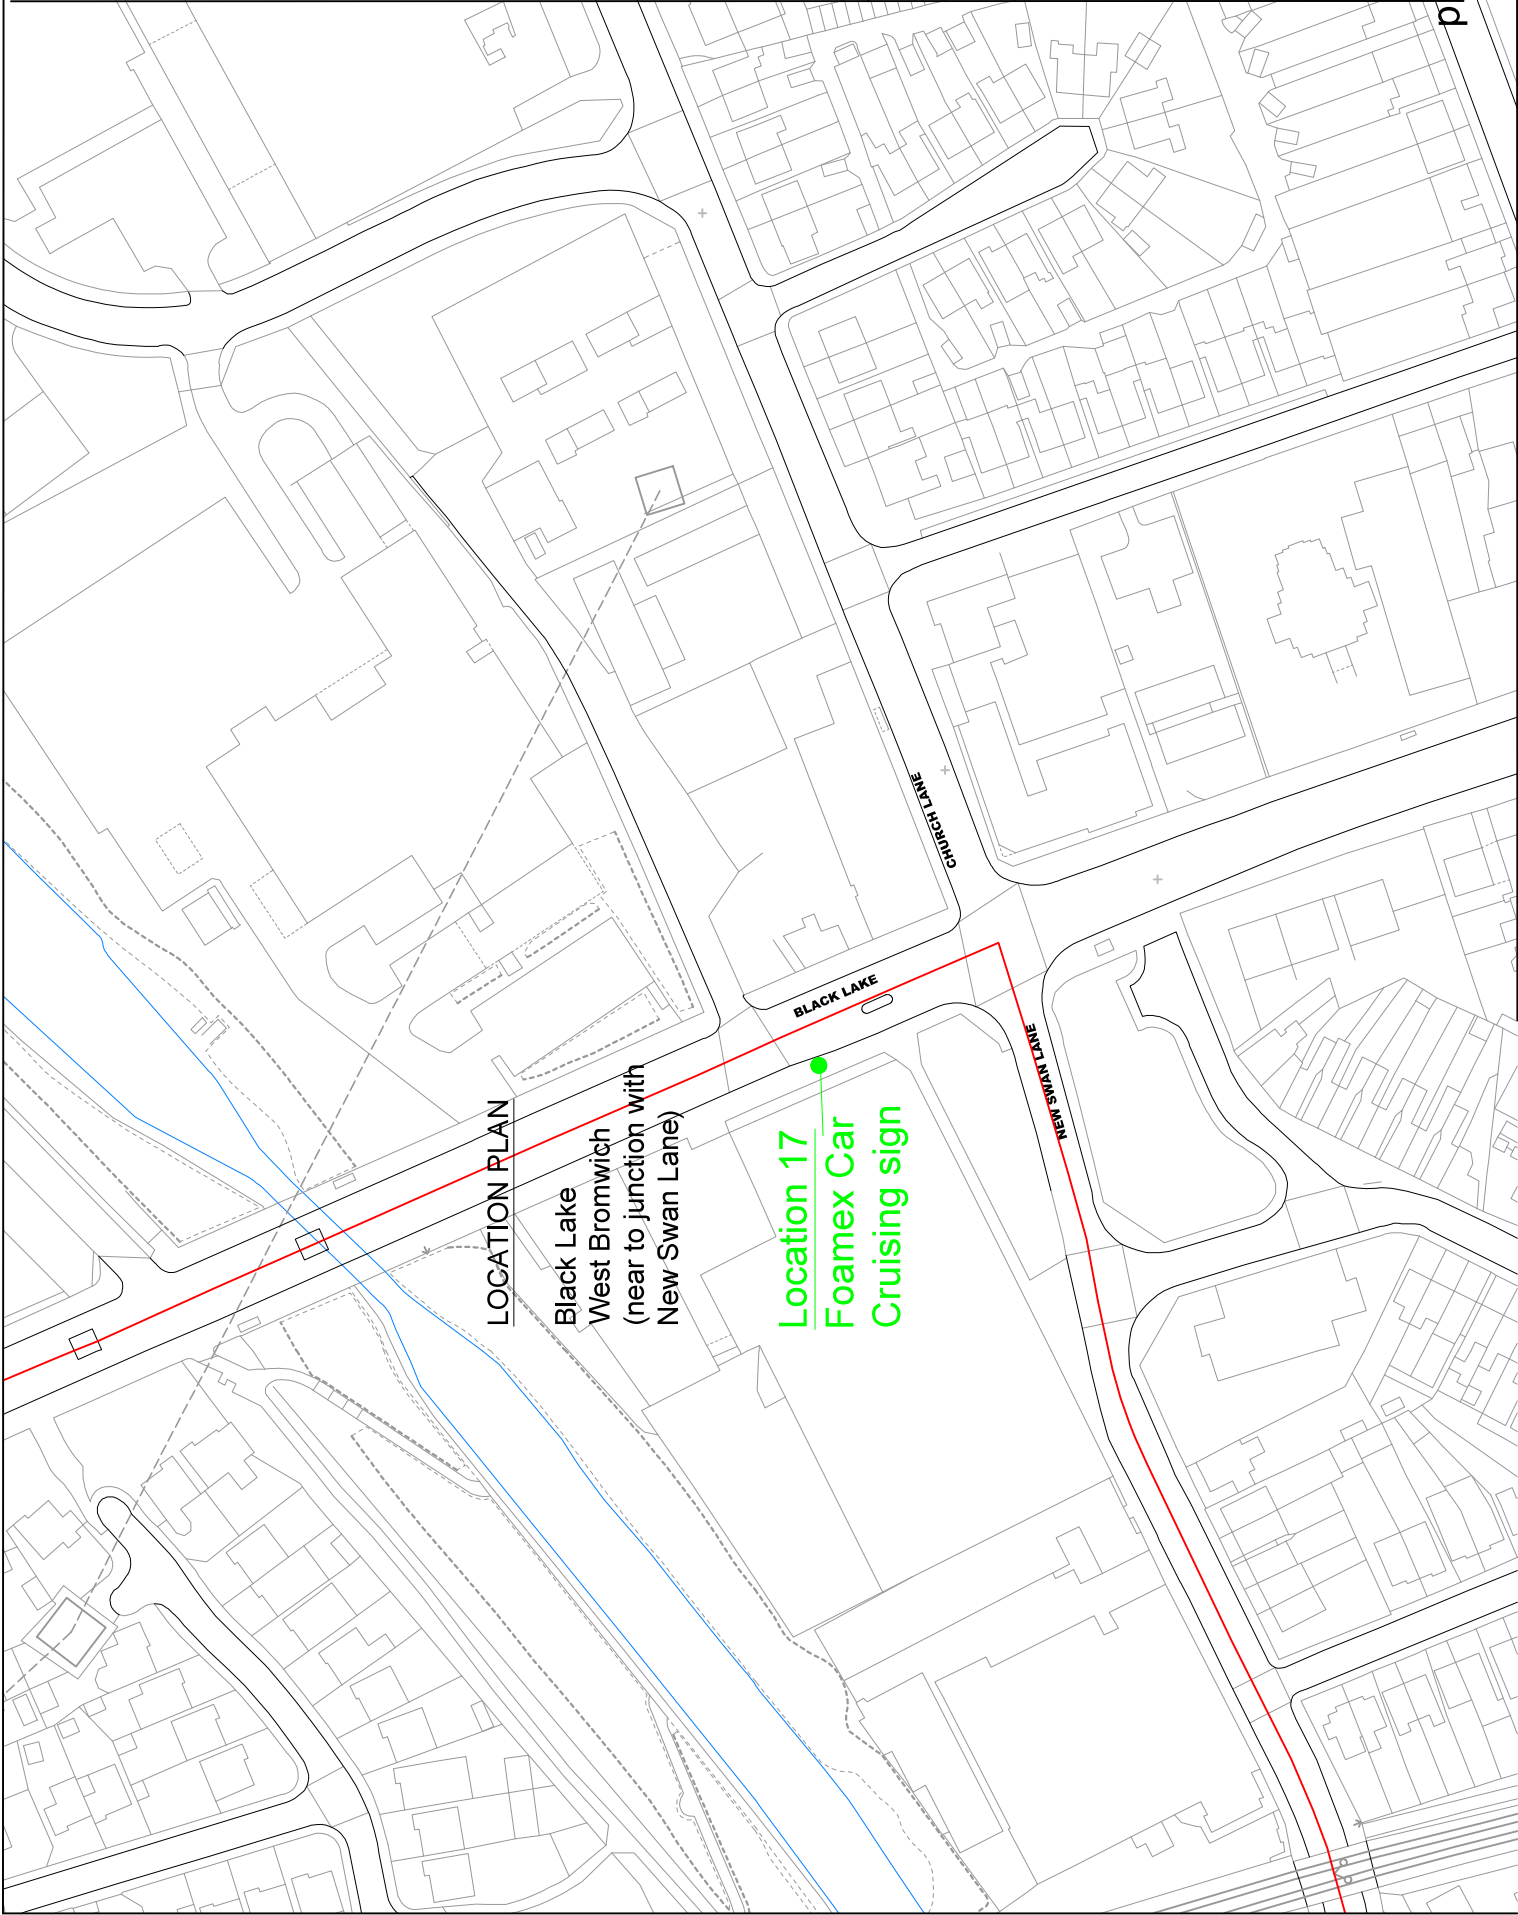 LOCATION PLAN
Black Lake
West Bromwich
(near to junction with
New Swan Lane)
Location 17
Foamex Car
Cruising sign
BLACK LAKE
CHURCH LANE
NEW SWAN LANE
p